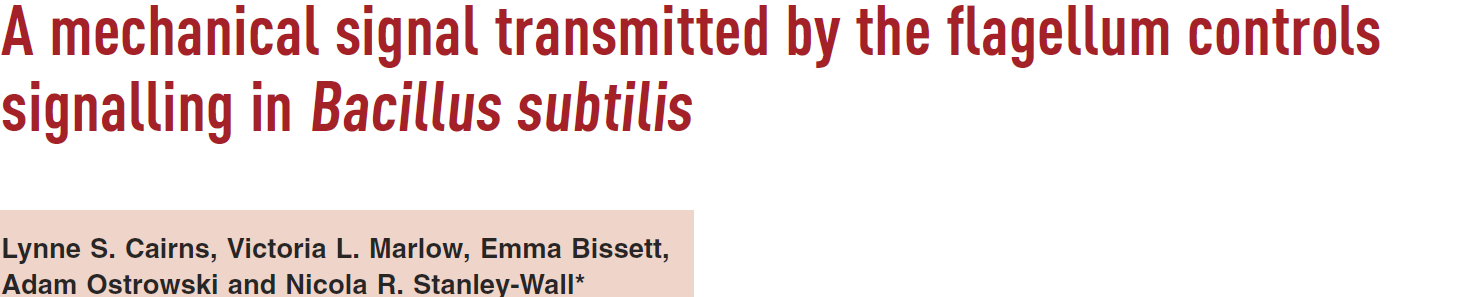 A mechanical signal transmitted by the flagellum controls
signalling in Bacillus subtilis
Lynne S. Cairns, Victoria L. Marlow, Emma Bissett,
Adam Ostrowski and Nicola R. Stanley-Wall*